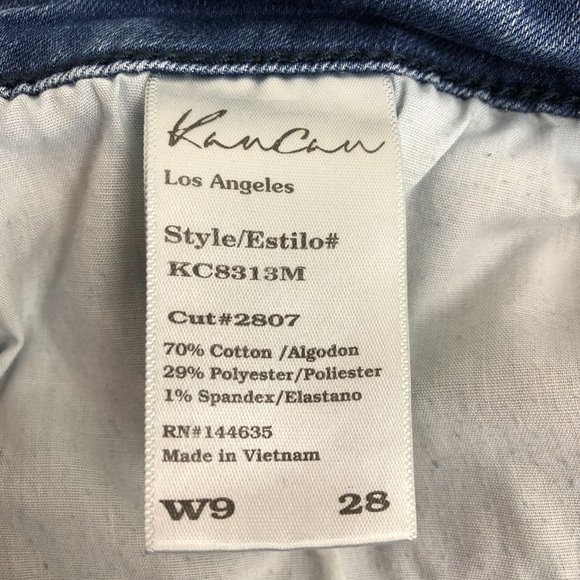 KanCan
Los Angeles
Style/Estilo#
KC8313M
Cut#2807
70% Cotton /Algodon
29% Polyester/Poliester
1% Spandex/Elastano
RN#144635
Made in Vietnam
W9 28